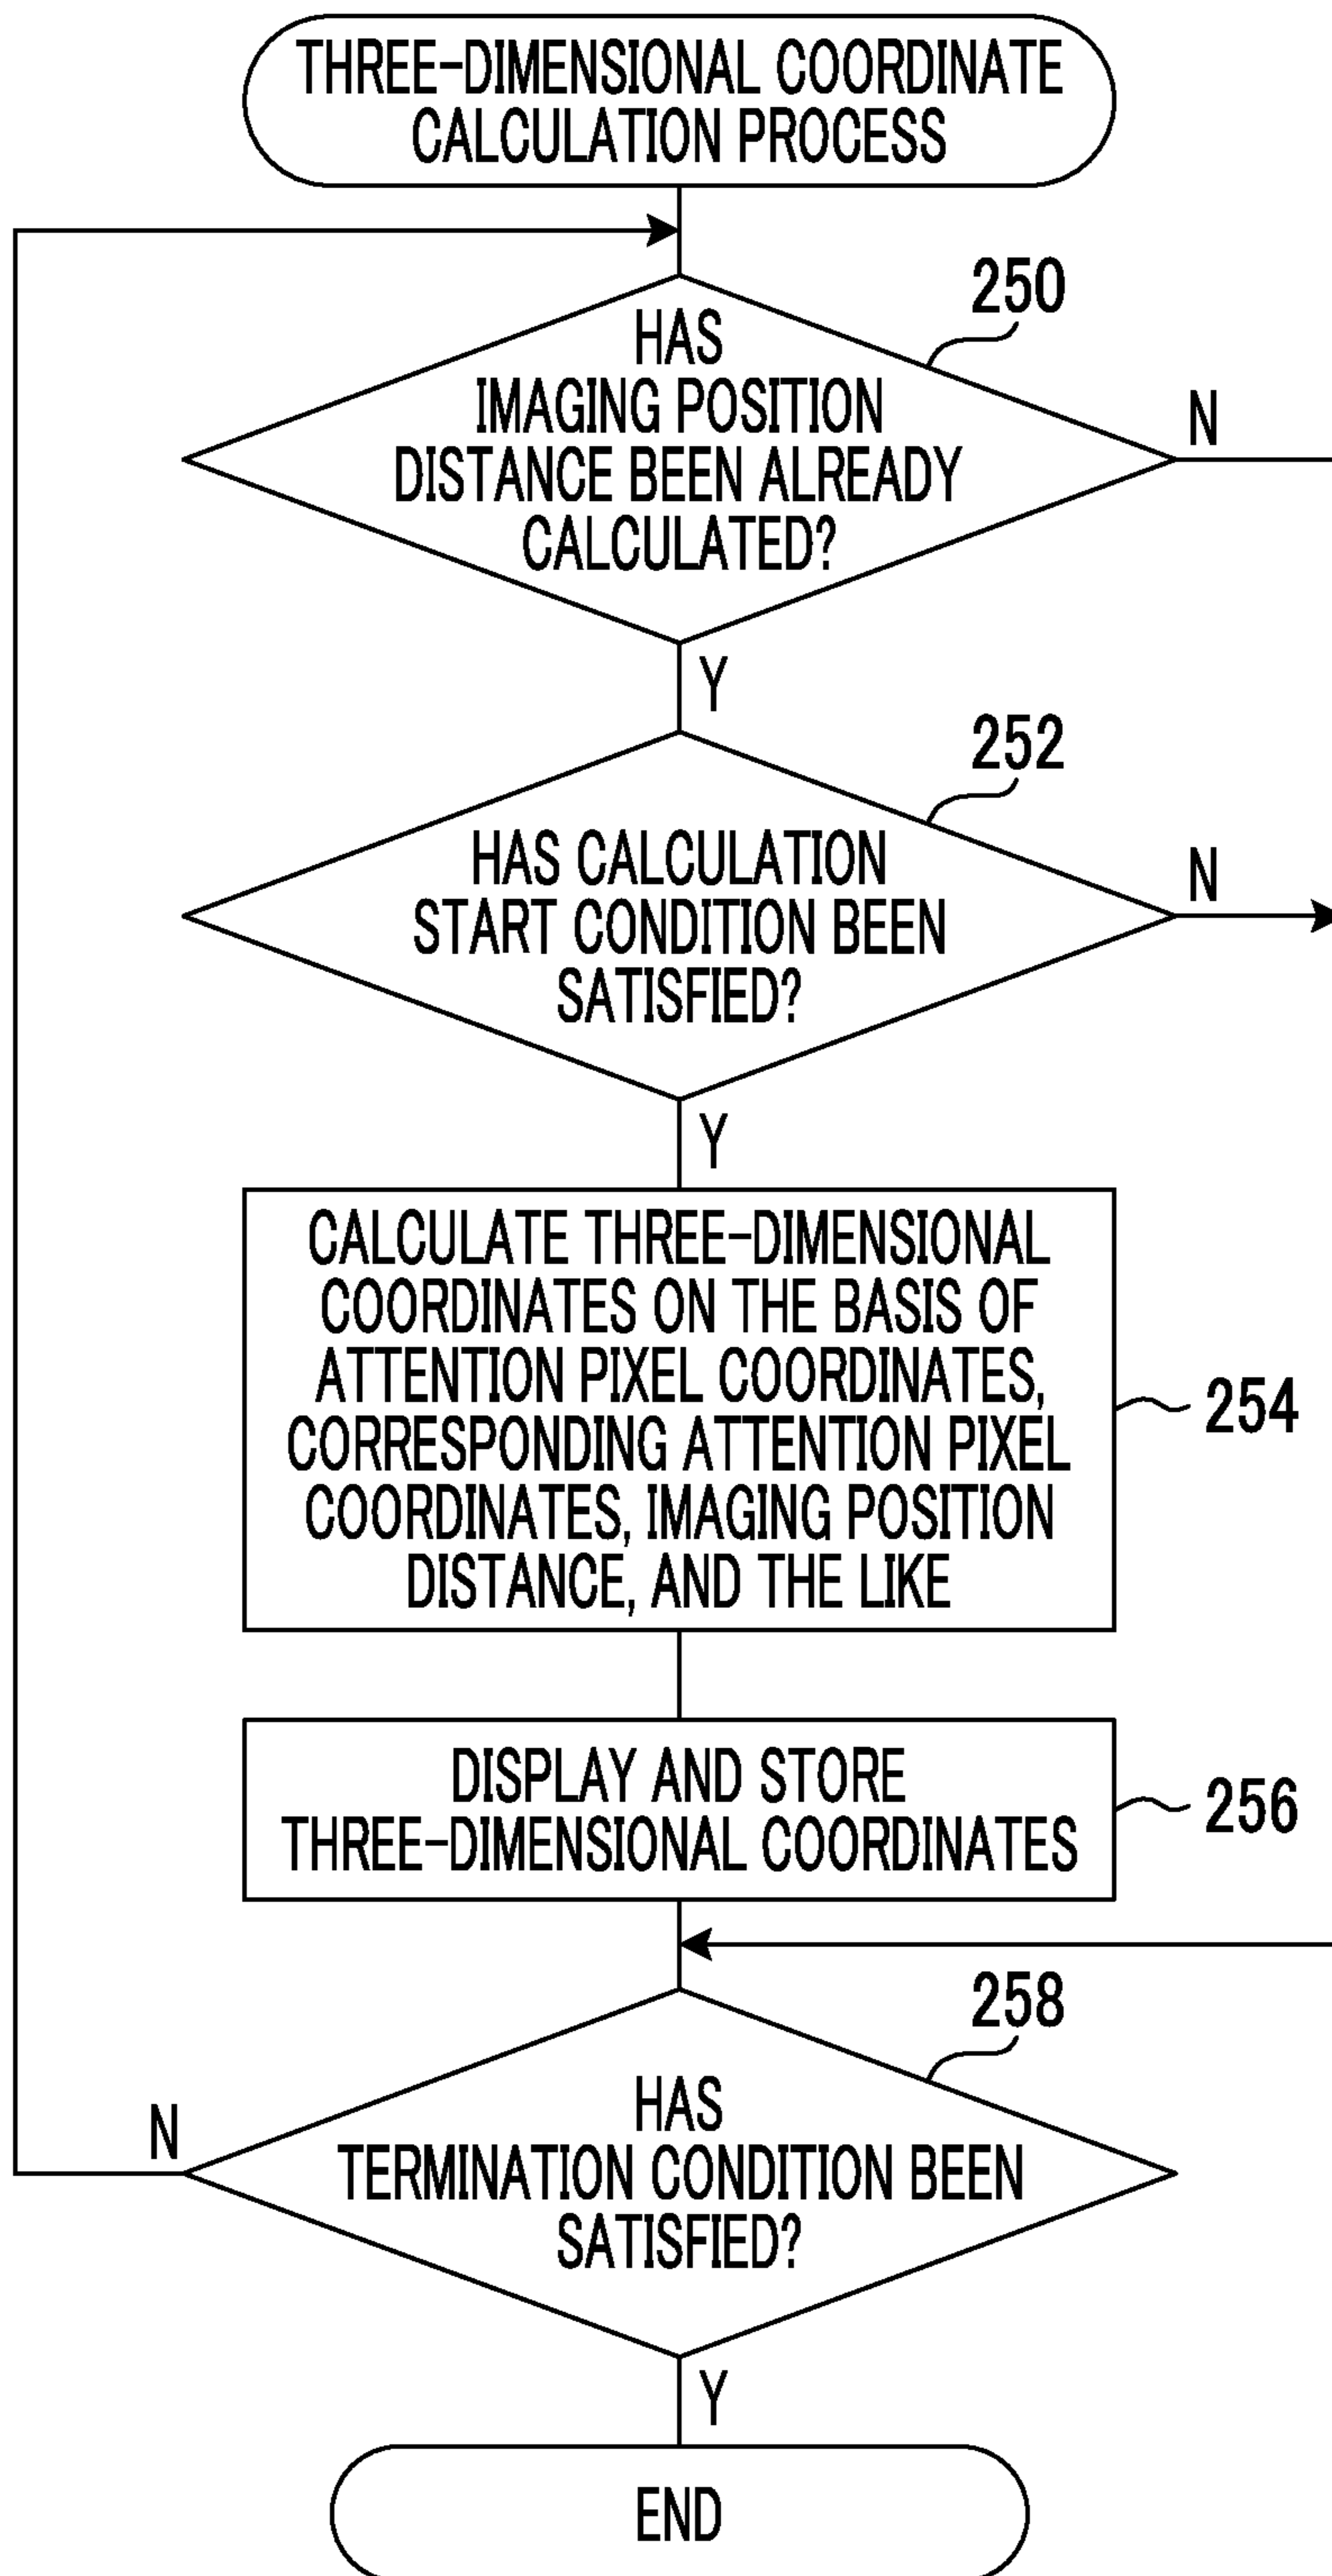 THREE-DIMENSIONAL COORDINATE
CALCULATION PROCESS
250
HAS
IMAGING POSITION
DISTANCE BEEN ALREADY
CALCULATED?
N
Y
252
HAS CALCULATION
START CONDITION BEEN
SATISFIED?
N
Y
CALCULATE THREE-DIMENSIONAL
COORDINATES ON THE BASIS OF
ATTENTION PIXEL COORDINATES,
CORRESPONDING ATTENTION PIXEL
COORDINATES, IMAGING POSITION
DISTANCE, AND THE LIKE
254
DISPLAY AND STORE
THREE-DIMENSIONAL COORDINATES
256
258
HAS
TERMINATION CONDITION BEEN
SATISFIED?
N
Y
END